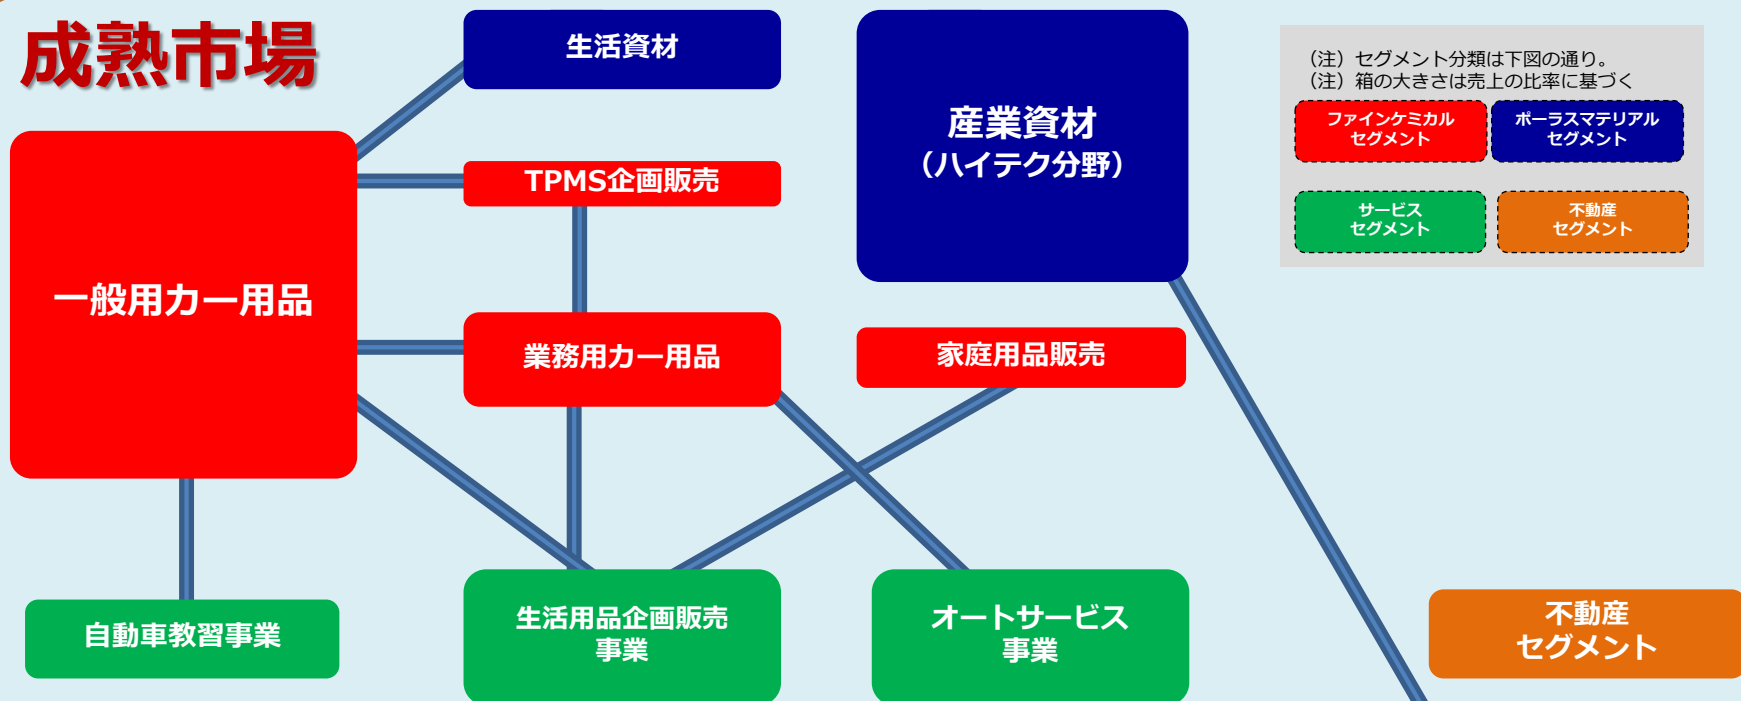 成熟市場
生活資材
産業資材
（ハイテク分野）
（注）セグメント分類は下図の通り。
（注）箱の大きさは売上の比率に基づく
ファインケミカル
セグメント
ポーラスマテリアル
セグメント
サービス
セグメント
不動産
セグメント
TPMS企画販売
一般用カー用品
業務用カー用品
家庭用品販売
自動車教習事業
生活用品企画販売
事業
オートサービス
事業
不動産
セグメント